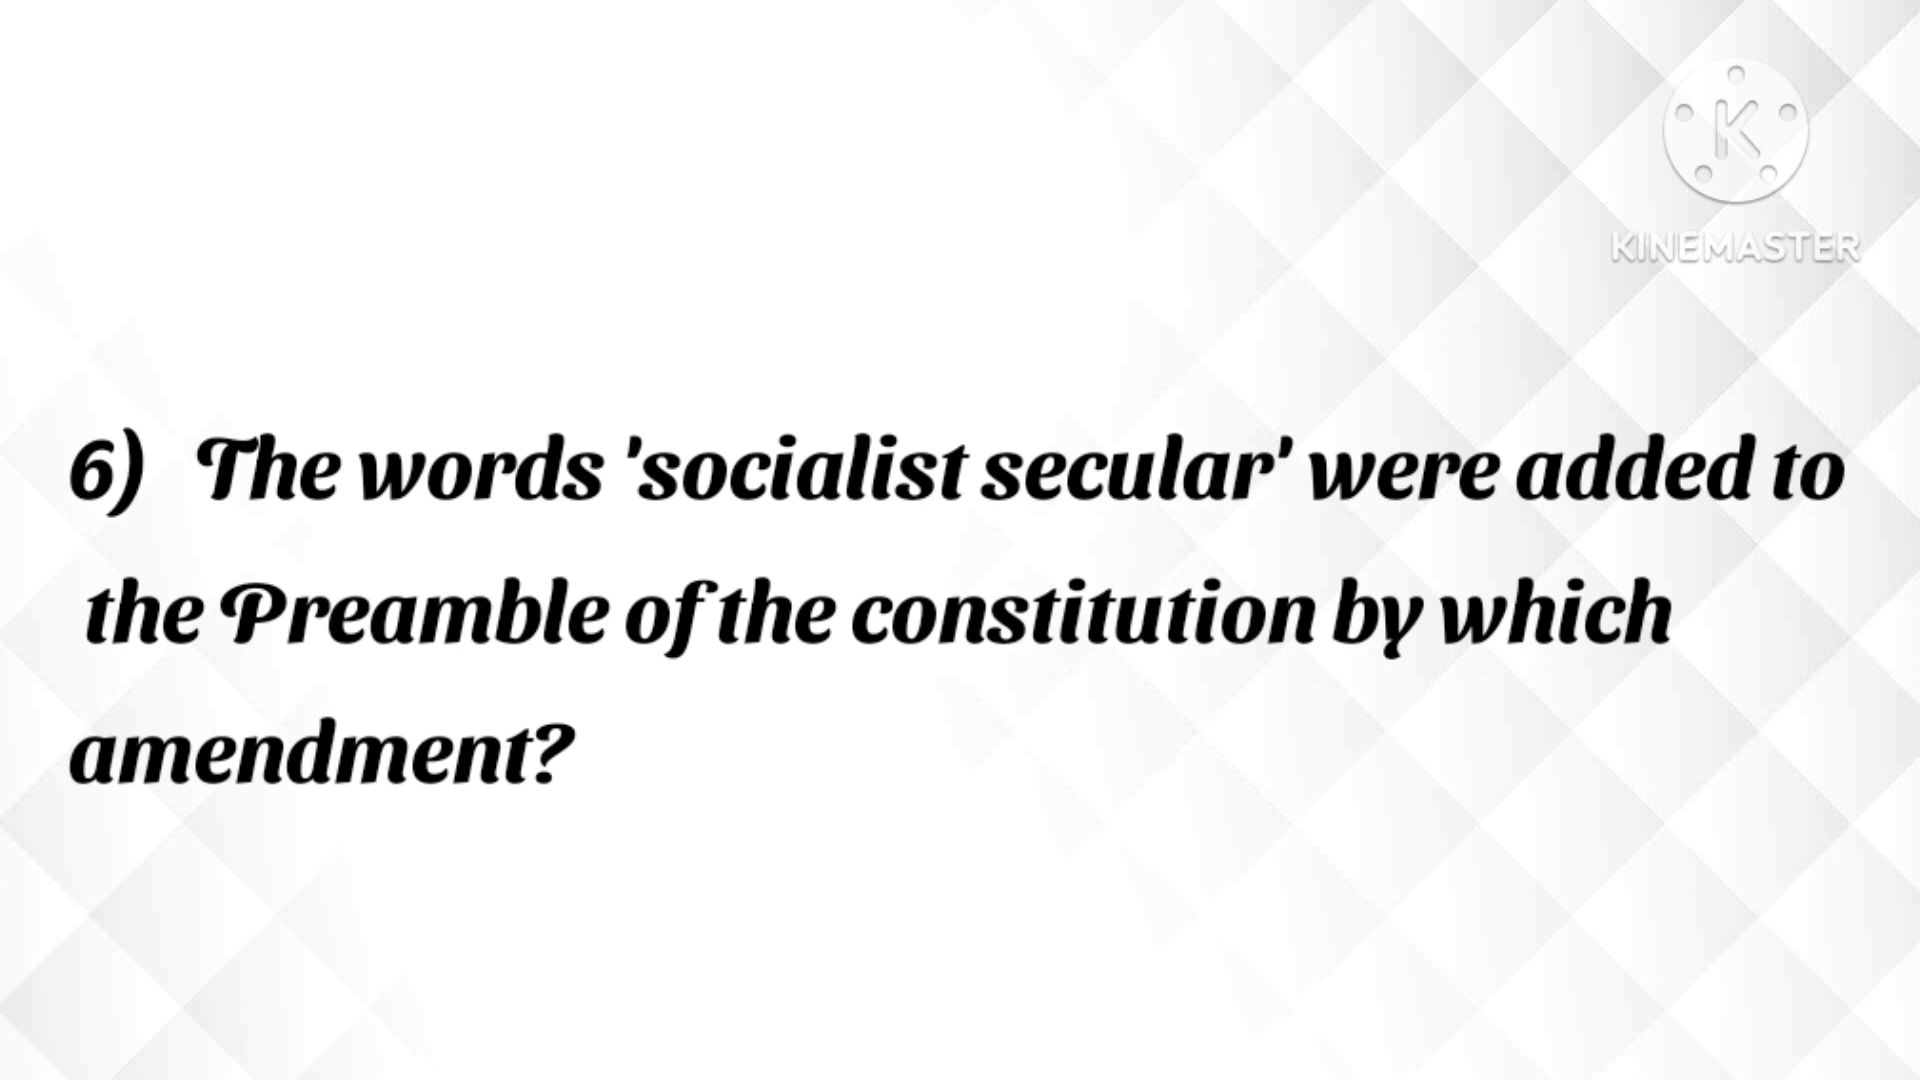 KINEMASTER
6) The words 'socialist secular' were added to
the Preamble of the constitution by which
amendment?